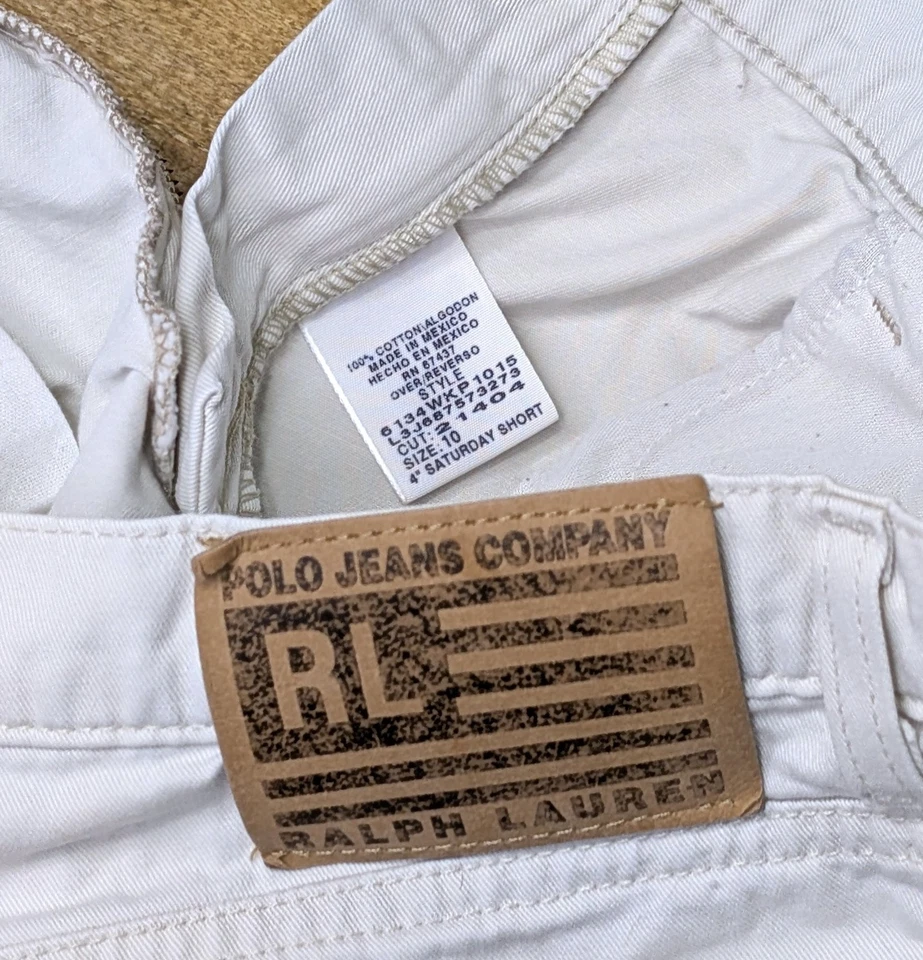 100% COTTON\ALGODON
MADE IN MEXICO
HECHO EN MEXICO
RN 67437
OVER/REVERSO
STYLE
6134WKP1015
L3J687573273
CUT: 21404
SIZE: 10
4" SATURDAY SHORT
POLO JEANS COMPANY
RL
RALPH LAUREN